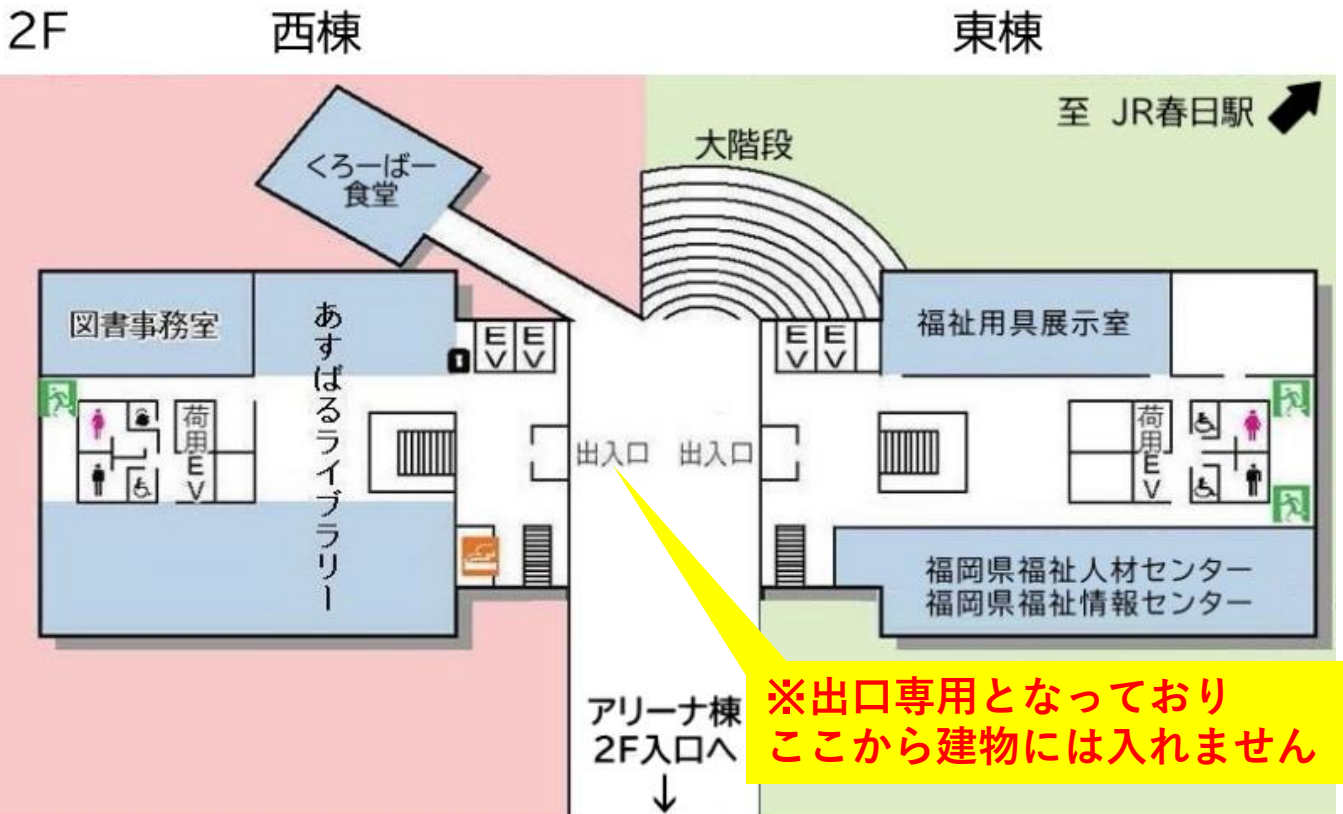 2F
西棟
東棟
至 JR春日駅
大階段
くろーばー
食堂
図書事務室
あすばるライブラリー
EV
EV
EV
EV
福祉用具展示室
荷用EV
出入口
出入口
荷用EV
福岡県福祉人材センター
福岡県福祉情報センター
アリーナ棟
2F入口へ
※出口専用となっており
ここから建物には入れません